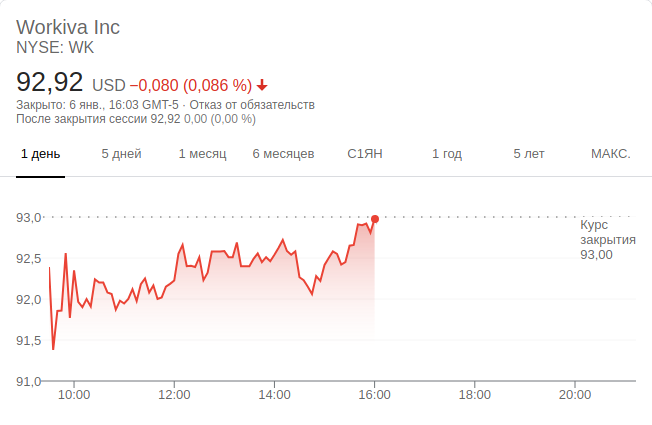 Workiva Inc
NYSE: WK
92,92 USD −0,080 (0,086 %)
Закрыто: 6 янв., 16:03 GMT-5 · Отказ от обязательств
После закрытия сессии 92,92 0,00 (0,00 %)
1 день 5 дней 1 месяц 6 месяцев С1ЯН 1 год 5 лет МАКС.
93,0
Курс
закрытия
93,00
92,5
92,0
91,5
91,0
10:00 12:00 14:00 16:00 18:00 20:00